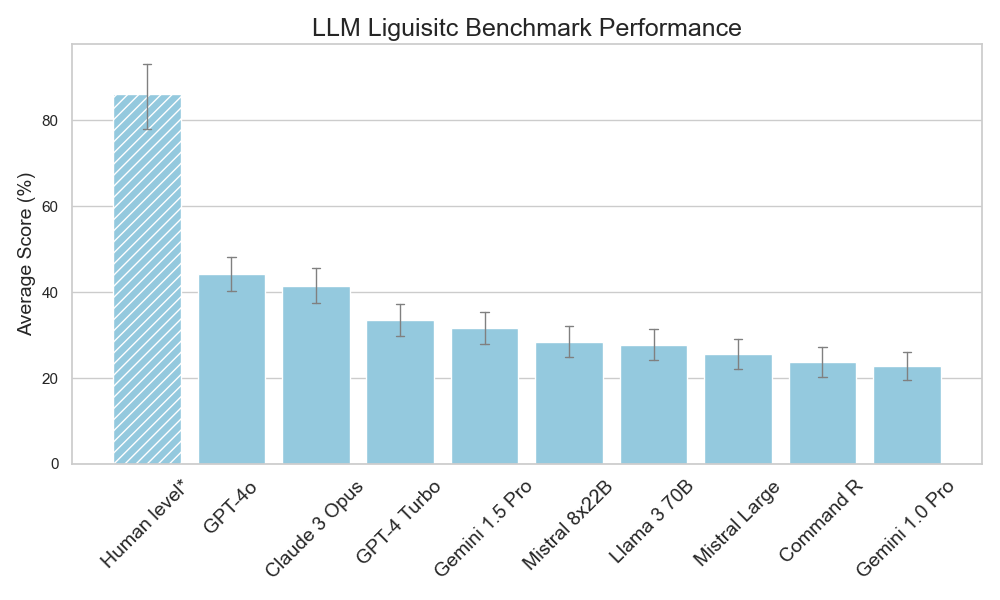 LLM Liguisitc Benchmark Performance
Average Score (%)
80
60
40
20
0
Human level*
GPT-4o
Claude 3 Opus
GPT-4 Turbo
Gemini 1.5 Pro
Mistral 8x22B
Llama 3 70B
Mistral Large
Command R
Gemini 1.0 Pro